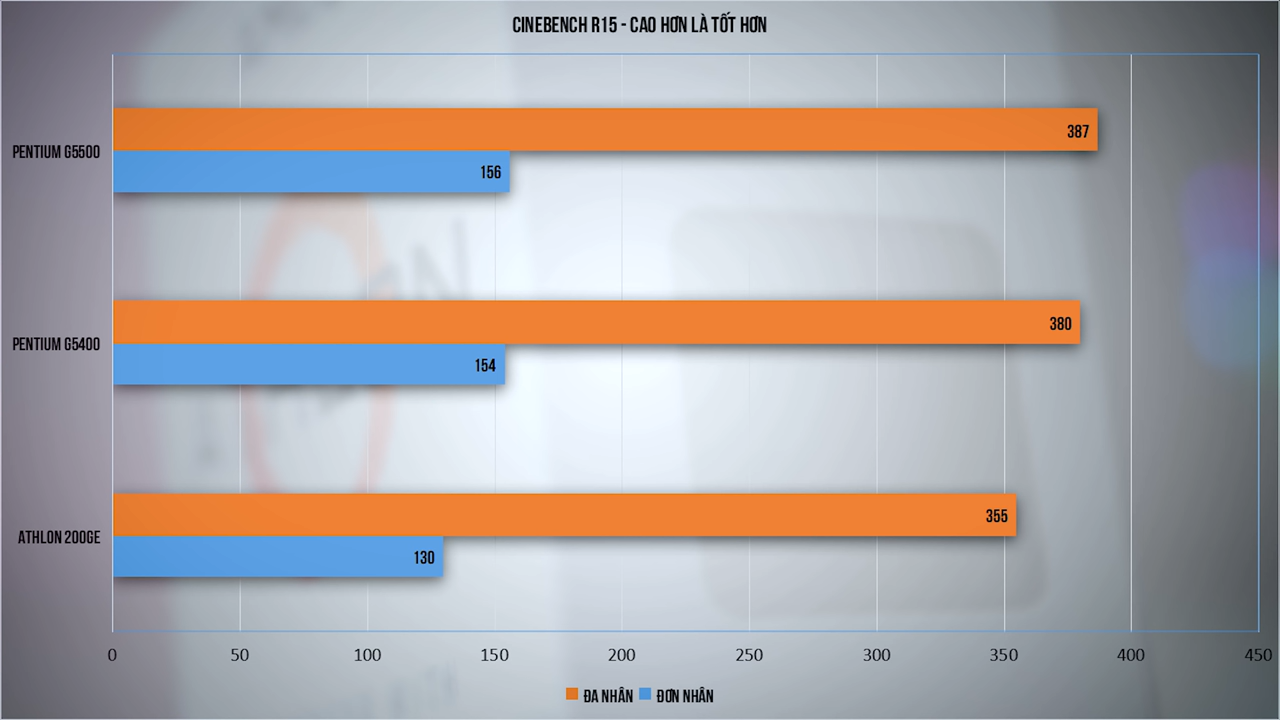 CINEBENCH R15 - CAO HƠN LÀ TỐT HƠN
PENTIUM G5500
387
156
PENTIUM G5400
380
154
ATHLON 200GE
355
130
0 50 100 150 200 250 300 350 400 450
ĐA NHÂN ĐƠN NHÂN